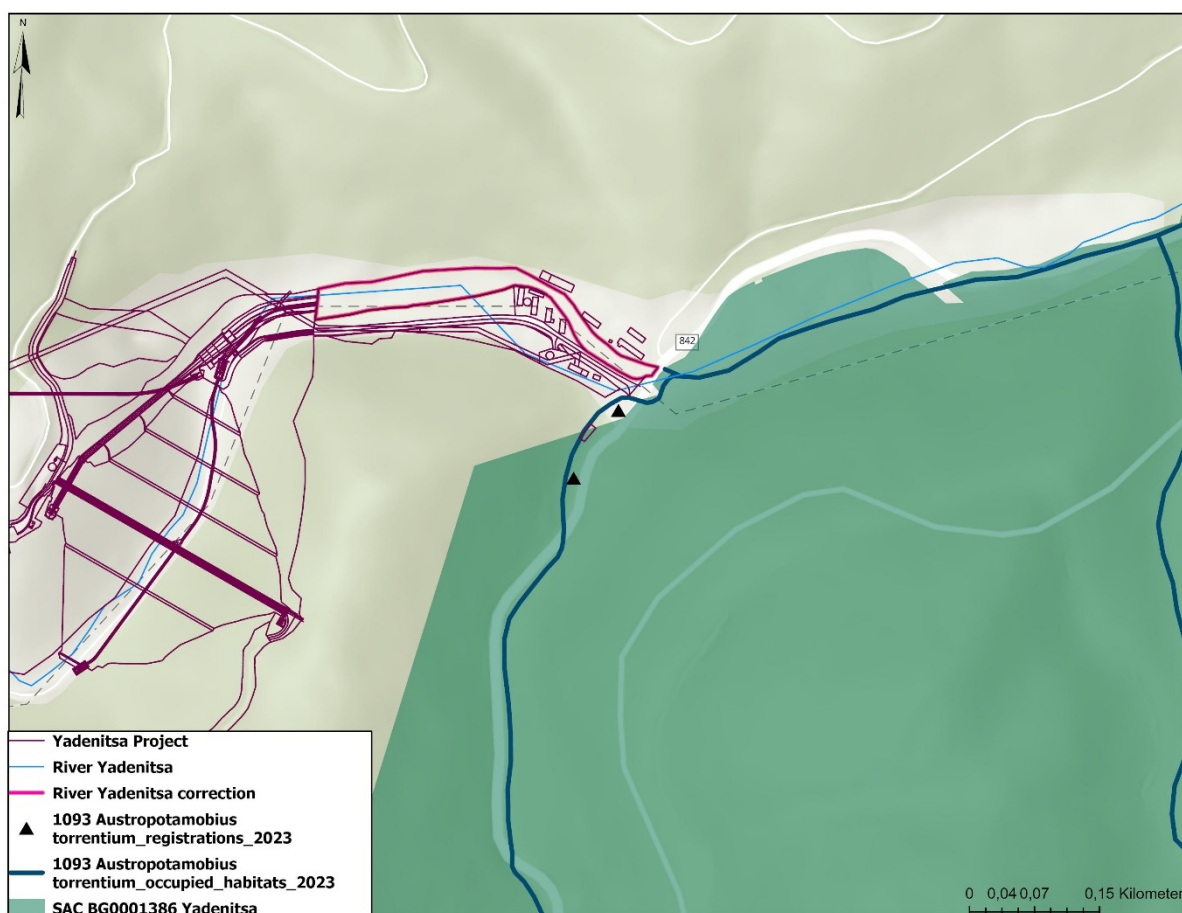 N
842
Yadenitsa Project
River Yadenitsa
River Yadenitsa correction
1093 Austropotamobius
torrentium_registrations_2023
1093 Austropotamobius
torrentium_occupied_habitats_2023
SAC BG0001386 Yadenitsa
0 0,04 0,07 0,15 Kilometer